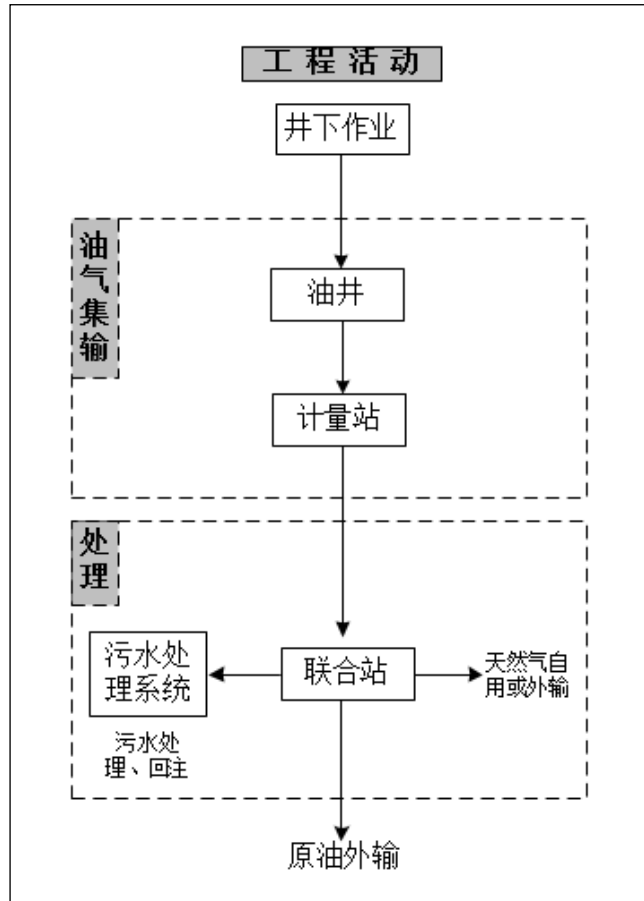 工程活动
井下作业
油气集输
油井
计量站
处理
污水处
理系统
联合站
天然气自
用或外输
污水处
理、回注
原油外输